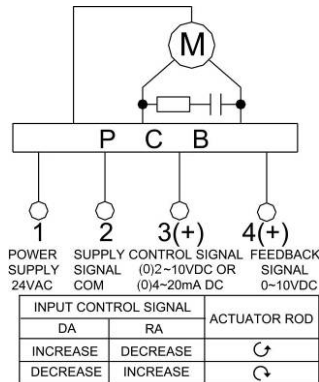 M
P C B
1 2 3(+) 4(+)
POWER SUPPLY CONTROL SIGNAL FEEDBACK
SUPPLY SIGNAL (0)2~10VDC OR SIGNAL
24VAC COM (0)4~20mA DC 0~10VDC
INPUT CONTROL SIGNAL ACTUATOR ROD
DA RA
INCREASE DECREASE
DECREASE INCREASE